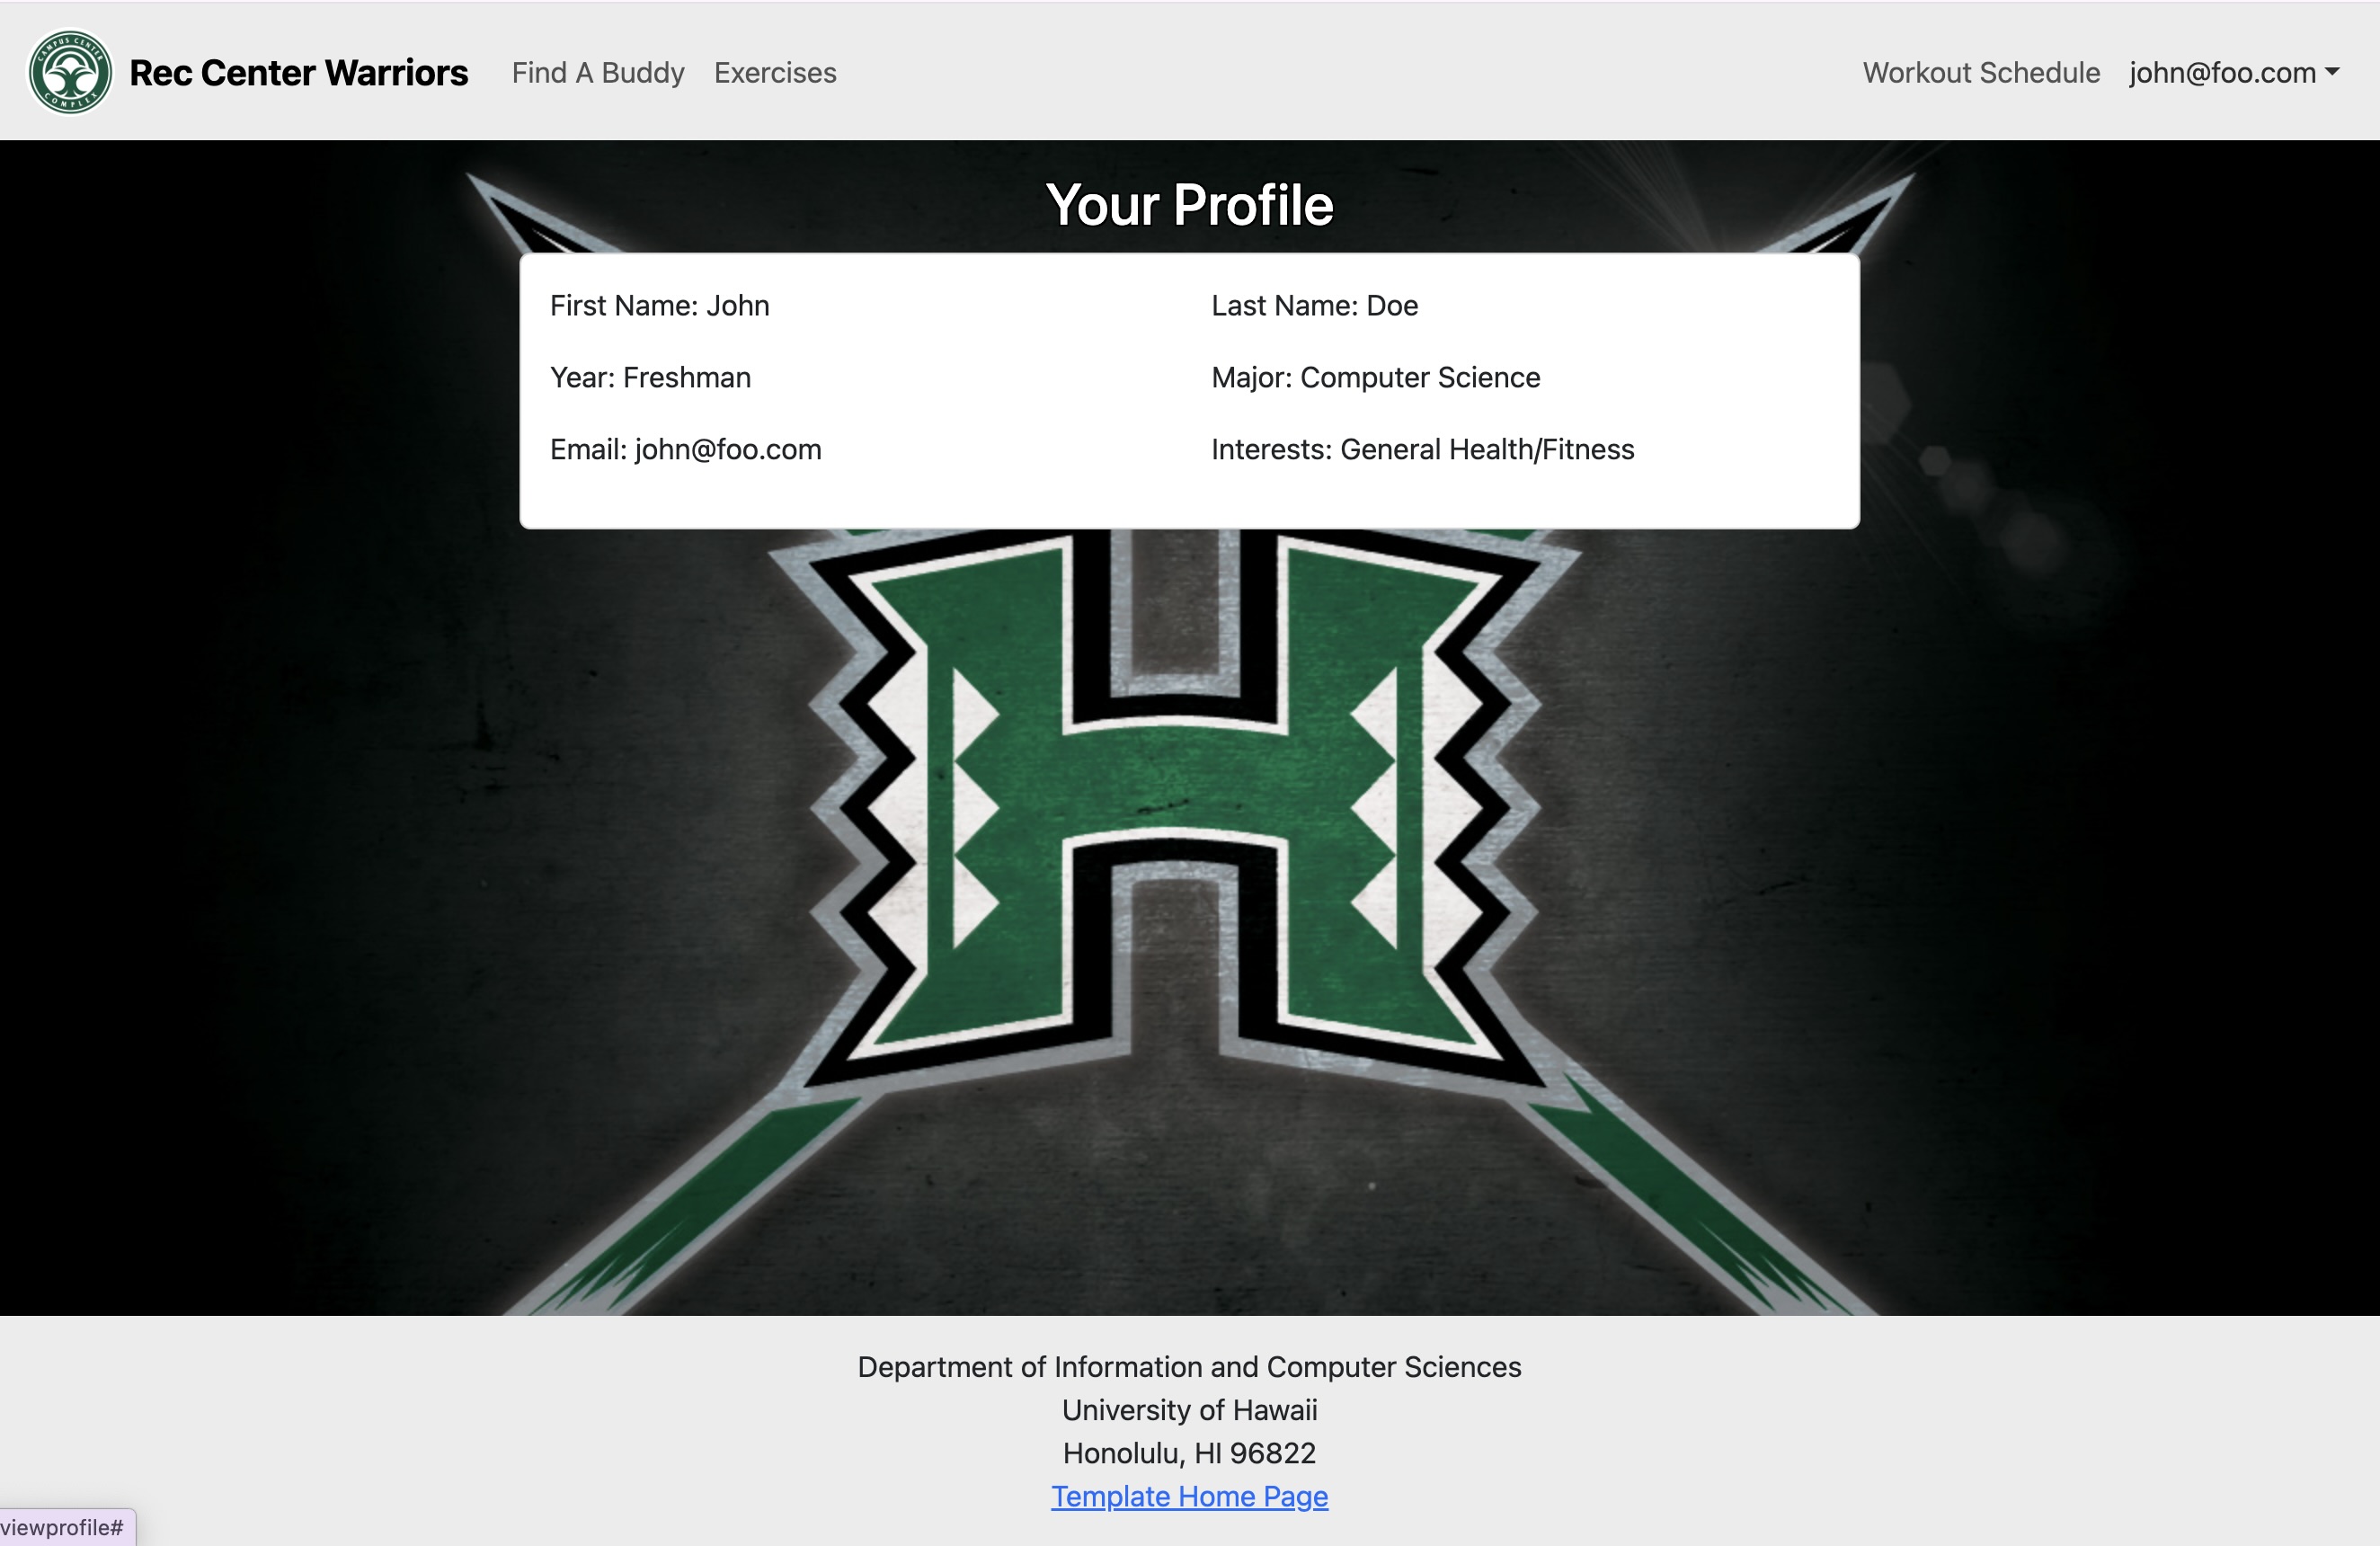 CAMPUS CENTER
COMPLEX
Rec Center Warriors
Find A Buddy
Exercises
Workout Schedule
john@foo.com
Your Profile
First Name: John
Last Name: Doe
Year: Freshman
Major: Computer Science
Email: john@foo.com
Interests: General Health/Fitness
H
Department of Information and Computer Sciences
University of Hawaii
Honolulu, HI 96822
Template Home Page
viewprofile#